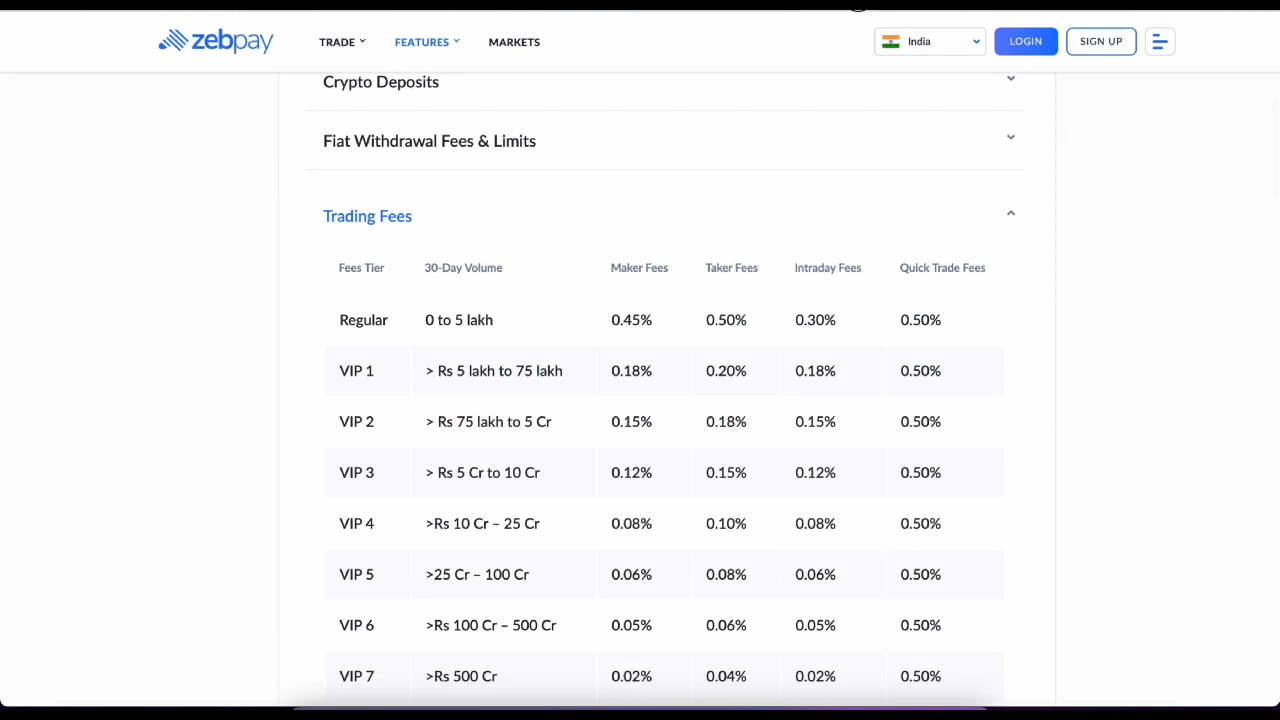 zebpay TRADE FEATURES MARKETS India LOGIN SIGN UP
Crypto Deposits
Fiat Withdrawal Fees & Limits
Trading Fees
Fees Tier 30-Day Volume Maker Fees Taker Fees Intraday Fees Quick Trade Fees
Regular 0 to 5 lakh 0.45% 0.50% 0.30% 0.50%
VIP 1 > Rs 5 lakh to 75 lakh 0.18% 0.20% 0.18% 0.50%
VIP 2 > Rs 75 lakh to 5 Cr 0.15% 0.18% 0.15% 0.50%
VIP 3 > Rs 5 Cr to 10 Cr 0.12% 0.15% 0.12% 0.50%
VIP 4 >Rs 10 Cr – 25 Cr 0.08% 0.10% 0.08% 0.50%
VIP 5 >25 Cr – 100 Cr 0.06% 0.08% 0.06% 0.50%
VIP 6 >Rs 100 Cr – 500 Cr 0.05% 0.06% 0.05% 0.50%
VIP 7 >Rs 500 Cr 0.02% 0.04% 0.02% 0.50%